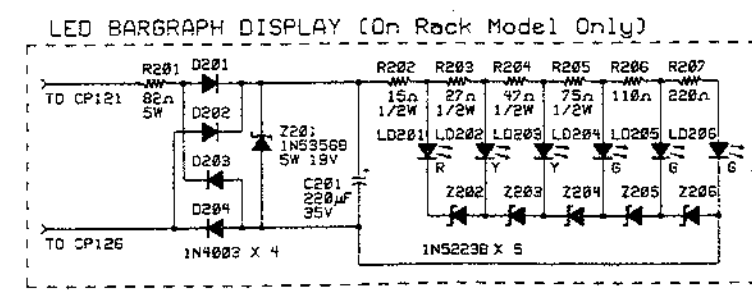 LED BARGRAPH DISPLAY (On Rack Model Only)
R201 D201 R202 R203 R204 R205 R206 R207
TO CP121 82Ω 5W 15Ω 1/2W 27Ω 1/2W 47Ω 1/2W 75Ω 1/2W 110Ω 220Ω
D202 Z201 1N5356B 5W 19V LD201 LD202 LD203 LD204 LD205 LD206
D203 R Y Y G G G
C201 220µF 35V Z202 Z203 Z204 Z205 Z206
D204
TO CP126 1N4003 X 4 1N5223B X 5